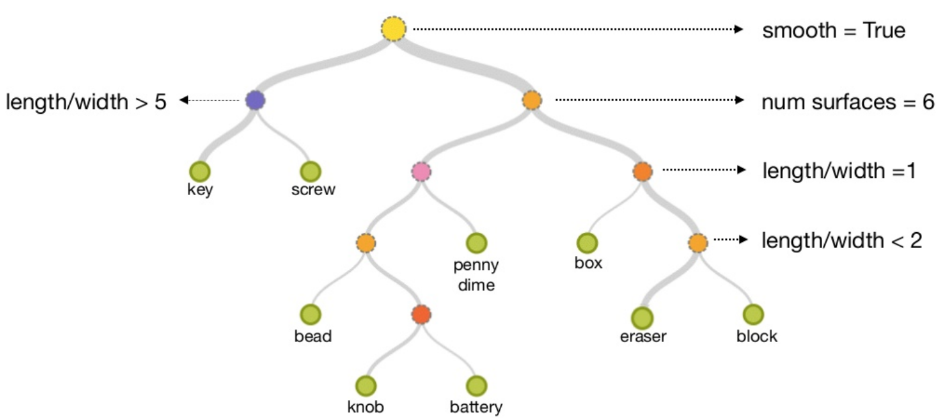 smooth = True
length/width > 5
num surfaces = 6
key
screw
length/width =1
penny
dime
box
length/width < 2
bead
eraser
block
knob
battery